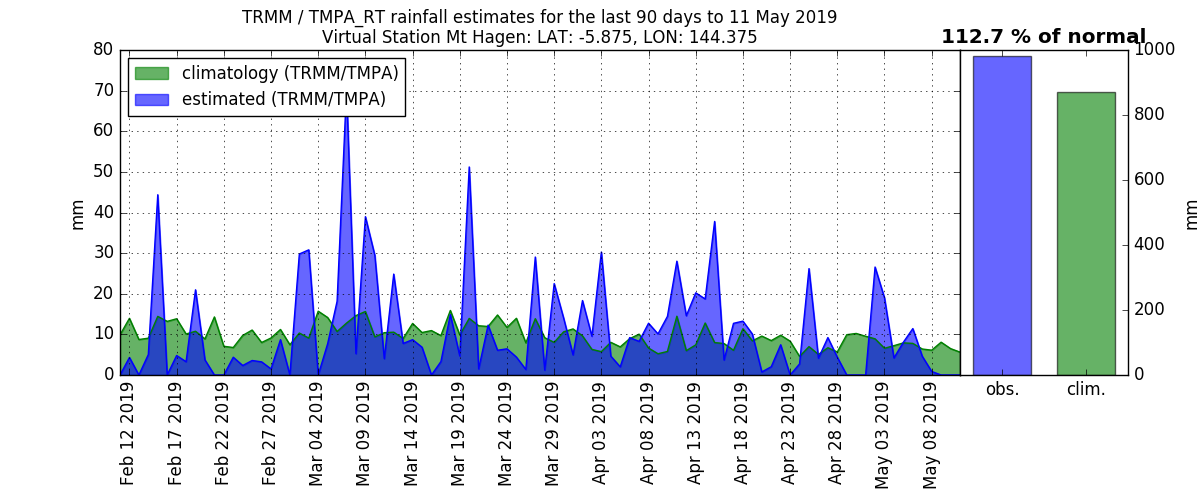 TRMM / TMPA_RT rainfall estimates for the last 90 days to 11 May 2019
Virtual Station Mt Hagen: LAT: -5.875, LON: 144.375
112.7 % of normal
climatology (TRMM/TMPA)
estimated (TRMM/TMPA)
80
70
60
50
40
30
20
10
0
mm
Feb 12 2019
Feb 17 2019
Feb 22 2019
Feb 27 2019
Mar 04 2019
Mar 09 2019
Mar 14 2019
Mar 19 2019
Mar 24 2019
Mar 29 2019
Apr 03 2019
Apr 08 2019
Apr 13 2019
Apr 18 2019
Apr 23 2019
Apr 28 2019
May 03 2019
May 08 2019
obs.
clim.
1000
800
600
400
200
0
mm